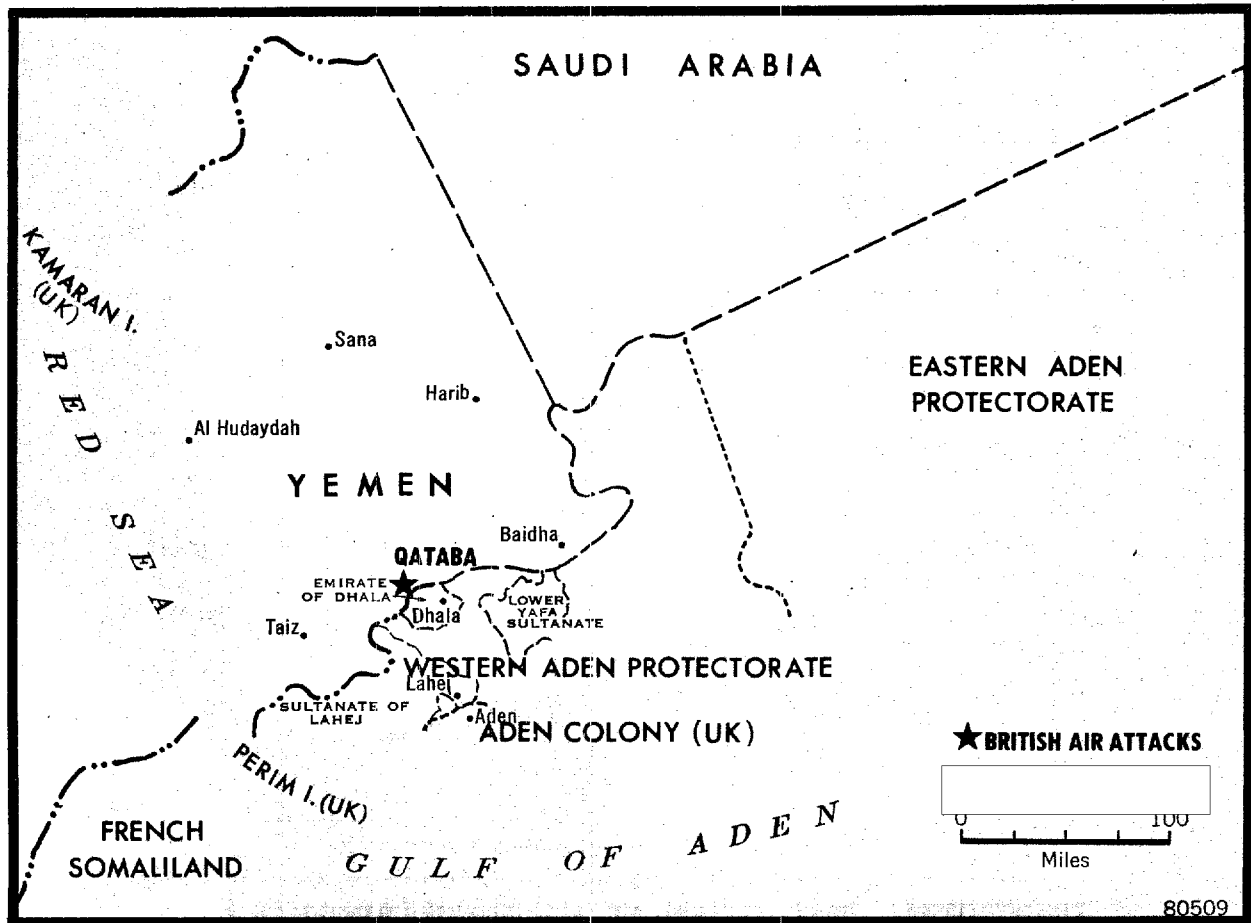 SAUDI ARABIA
KAMARAN I.
(UK)
RED SEA
Sana
Harib
Al Hudaydah
EASTERN ADEN
PROTECTORATE
YEMEN
Baidha
QATABA
EMIRATE
OF DHALA
Dhala
LOWER
YAFA
SULTANATE
Taiz
WESTERN ADEN PROTECTORATE
Lahej
SULTANATE OF
LAHEJ
Aden
ADEN COLONY (UK)
PERIM I. (UK)
★ BRITISH AIR ATTACKS
FRENCH
SOMALILAND
GULF OF ADEN
0 100
Miles
80509